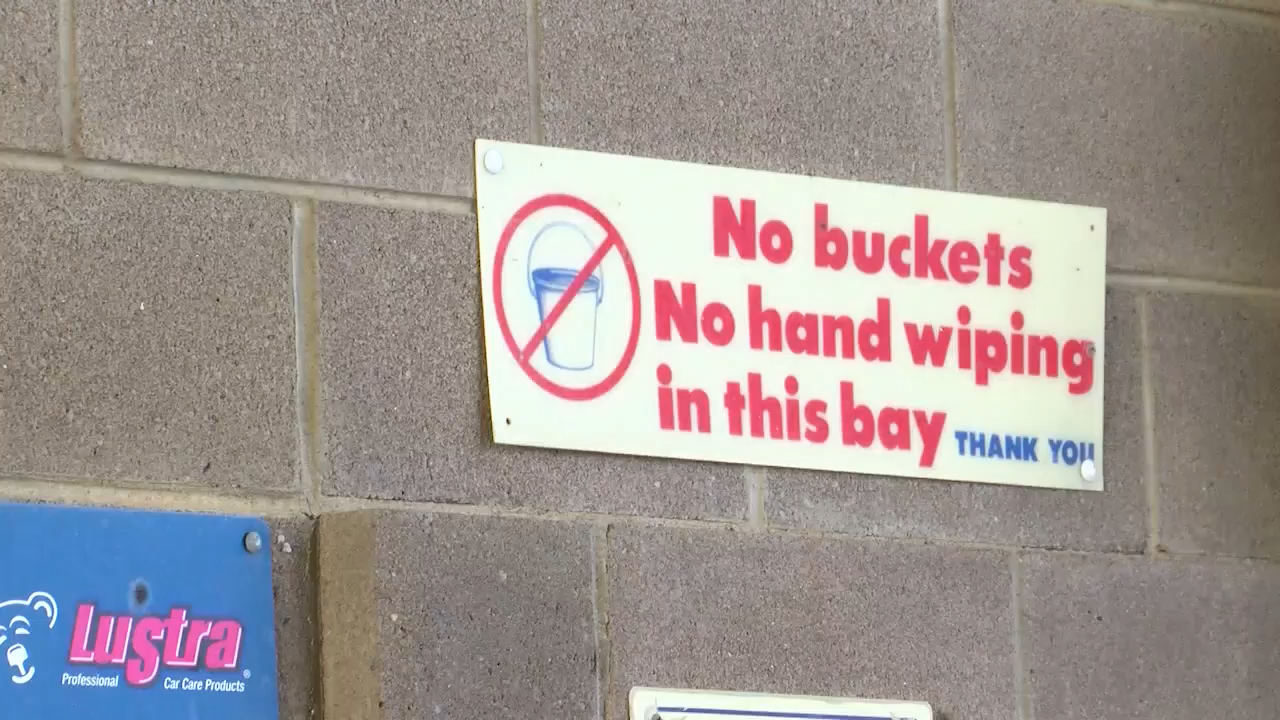 No buckets
No hand wiping
in this bay THANK YOU
Lustra®
Professional Car Care Products